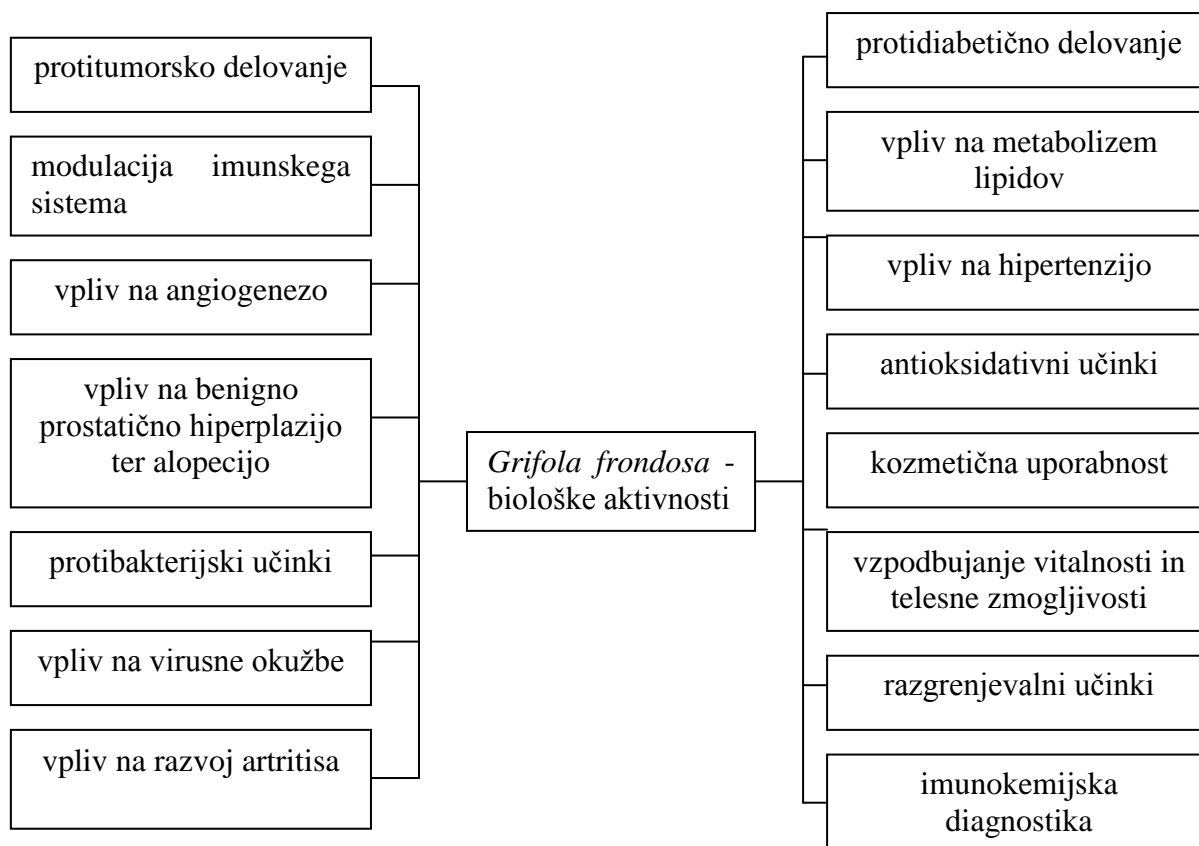 protitumorsko delovanje
modulacija imunskega
sistema
vpliv na angiogenezo
vpliv na benigno
prostatično hiperplazijo
ter alopecijo
protibakterijski učinki
vpliv na virusne okužbe
vpliv na razvoj artritisa
Grifola frondosa -
biološke aktivnosti
protidiabetično delovanje
vpliv na metabolizem
lipidov
vpliv na hipertenzijo
antioksidativni učinki
kozmetična uporabnost
vzpodbujanje vitalnosti in
telesne zmogljivosti
razgrenjevalni učinki
imunokemijska
diagnostika